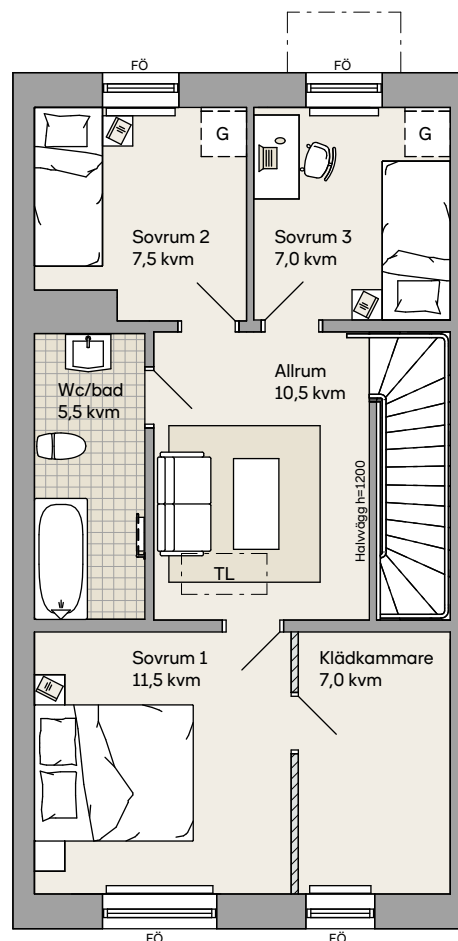 FÖ
FÖ
G
G
Sovrum 2
7,5 kvm
Sovrum 3
7,0 kvm
Wc/bad
5,5 kvm
Allrum
10,5 kvm
Halvvägg h=1200
TL
Sovrum 1
11,5 kvm
Klädkammare
7,0 kvm
FÖ
FÖ